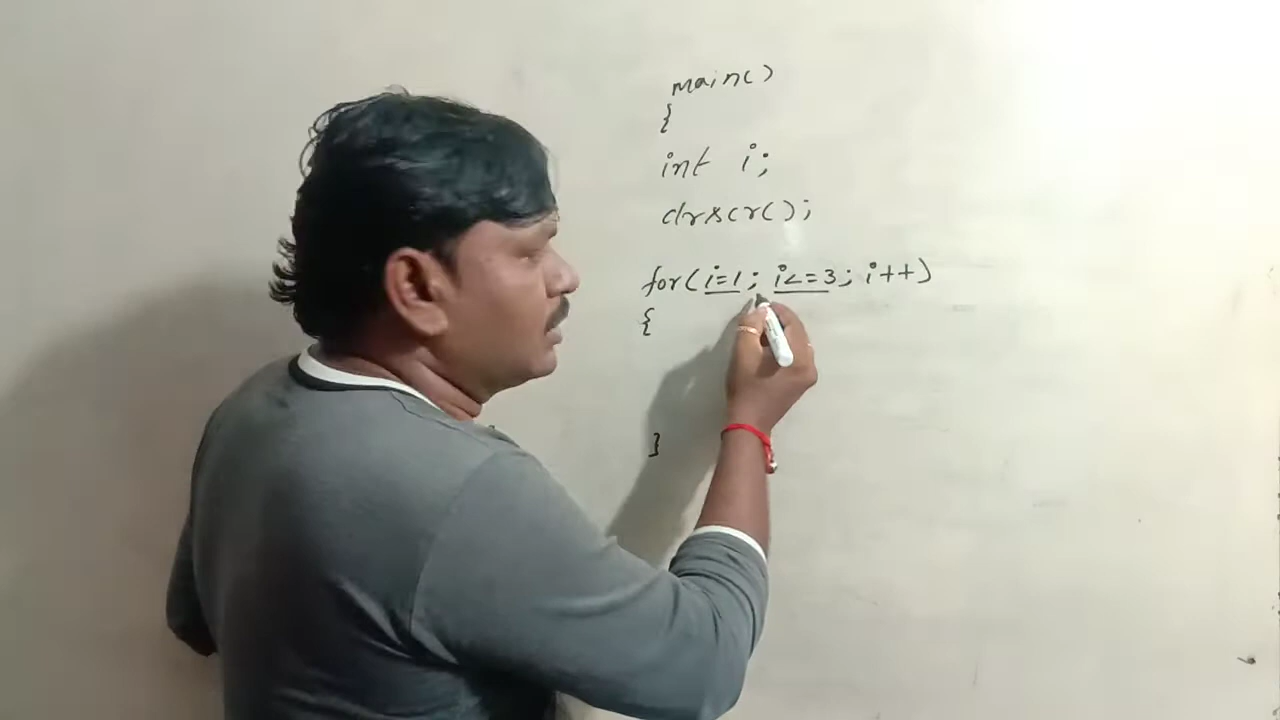 main()
{
int i;
clrscr();
for(i=1; i<=3; i++)
{
}